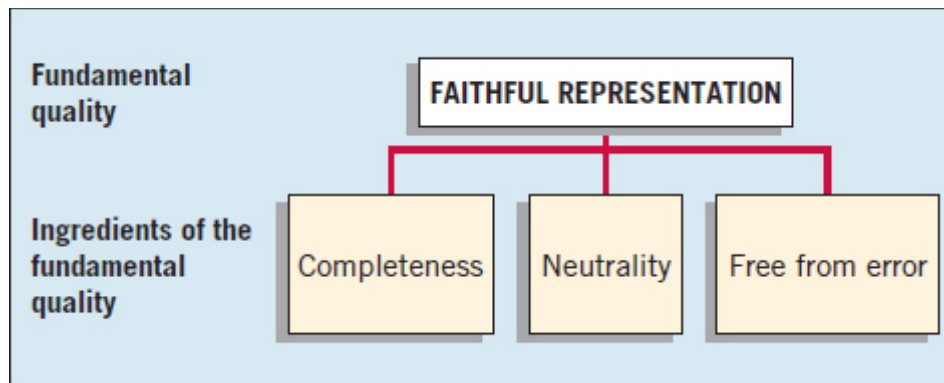 Fundamental
quality
FAITHFUL REPRESENTATION
Ingredients of the
fundamental
quality
Completeness
Neutrality
Free from error